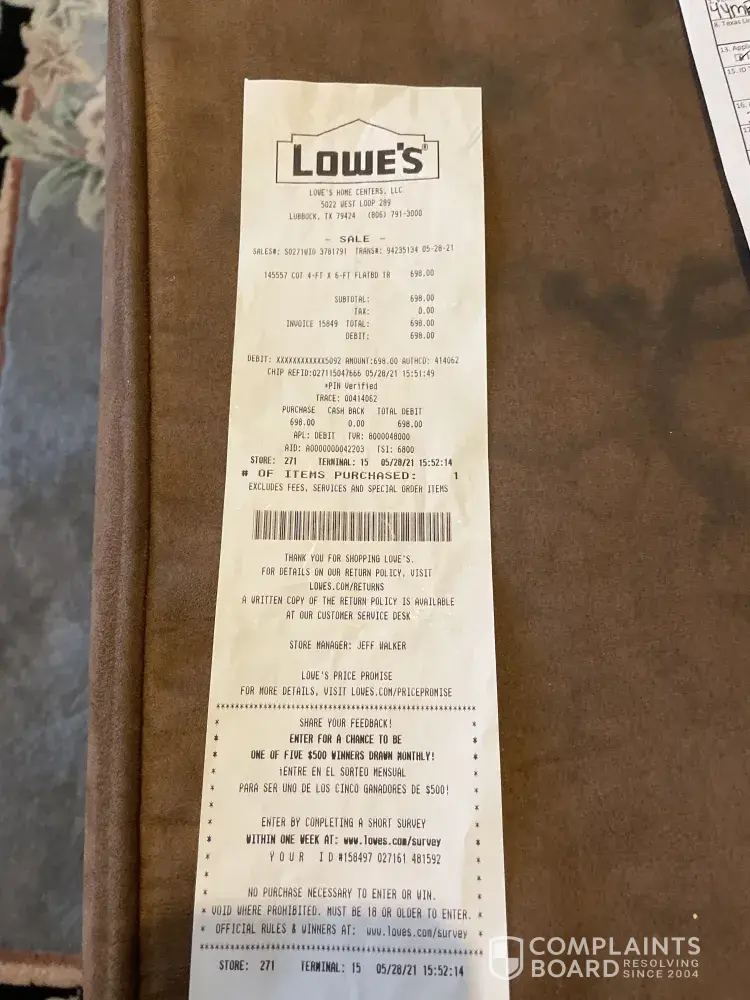 LOWE'S®
LOWE'S HOME CENTERS, LLC
5022 WEST LOOP 289
LUBBOCK, TX 79424 (806) 791-3000
- SALE -
SALES#: S0271WI0 3781791 TRANS#: 94235134 05-28-21
145557 COT 4-FT X 6-FT FLATBD TR 698.00
SUBTOTAL: 698.00
TAX: 0.00
INVOICE 15849 TOTAL: 698.00
DEBIT: 698.00
DEBIT: XXXXXXXXXXXX5092 AMOUNT:698.00 AUTHCD: 414062
CHIP REFID:027115047666 05/28/21 15:51:49
*PIN Verified
TRACE: 00414062
PURCHASE CASH BACK TOTAL DEBIT
698.00 0.00 698.00
APL: DEBIT TVR: 8000048000
AID: A0000000042203 TSI: 6800
STORE: 271 TERMINAL: 15 05/28/21 15:52:14
# OF ITEMS PURCHASED: 1
EXCLUDES FEES, SERVICES AND SPECIAL ORDER ITEMS
THANK YOU FOR SHOPPING LOWE'S.
FOR DETAILS ON OUR RETURN POLICY, VISIT
LOWES.COM/RETURNS
A WRITTEN COPY OF THE RETURN POLICY IS AVAILABLE
AT OUR CUSTOMER SERVICE DESK
STORE MANAGER: JEFF WALKER
LOWE'S PRICE PROMISE
FOR MORE DETAILS, VISIT LOWES.COM/PRICEPROMISE
SHARE YOUR FEEDBACK!
ENTER FOR A CHANCE TO BE
ONE OF FIVE $500 WINNERS DRAWN MONTHLY!
¡ENTRE EN EL SORTEO MENSUAL
PARA SER UNO DE LOS CINCO GANADORES DE $500!
ENTER BY COMPLETING A SHORT SURVEY
WITHIN ONE WEEK AT: www.lowes.com/survey
YOUR ID #158497 027161 481592
NO PURCHASE NECESSARY TO ENTER OR WIN.
VOID WHERE PROHIBITED. MUST BE 18 OR OLDER TO ENTER.
OFFICIAL RULES & WINNERS AT: www.lowes.com/survey
STORE: 271 TERMINAL: 15 05/28/21 15:52:14
8. Texas
13.
15. ID
16.
COMPLAINTS
BOARD RESOLVING
SINCE 2004